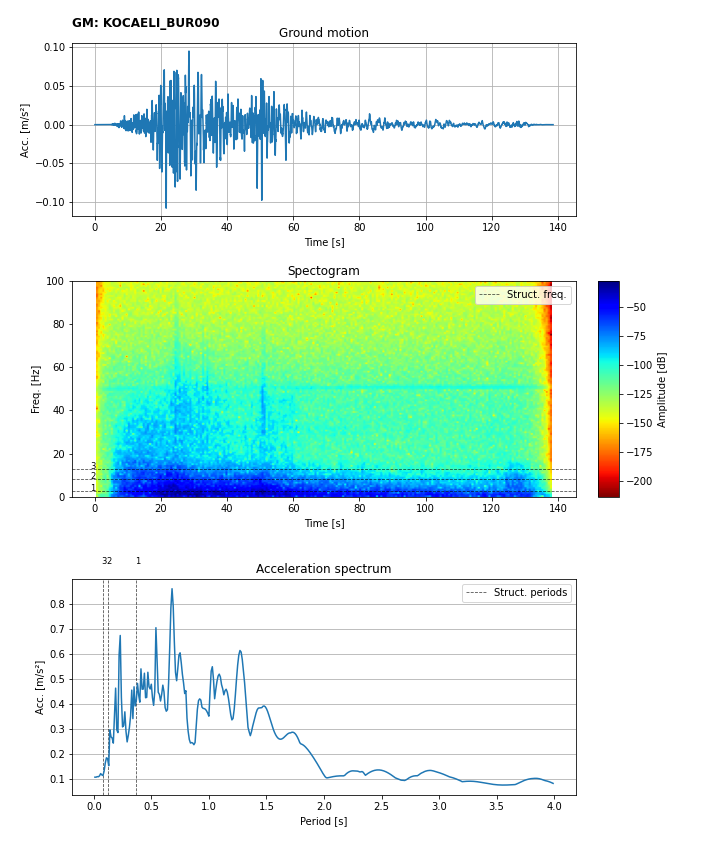 GM: KOCAELI_BUR090
Ground motion
0.10
0.05
0.00
−0.05
−0.10
Acc. [m/s²]
0 20 40 60 80 100 120 140
Time [s]
Spectogram
100
80
60
40
20
0
Freq. [Hz]
Struct. freq.
3
2
1
0 20 40 60 80 100 120 140
Time [s]
−50
−75
−100
−125
−150
−175
−200
Amplitude [dB]
32 1
Acceleration spectrum
Struct. periods
0.8
0.7
0.6
0.5
0.4
0.3
0.2
0.1
Acc. [m/s²]
0.0 0.5 1.0 1.5 2.0 2.5 3.0 3.5 4.0
Period [s]